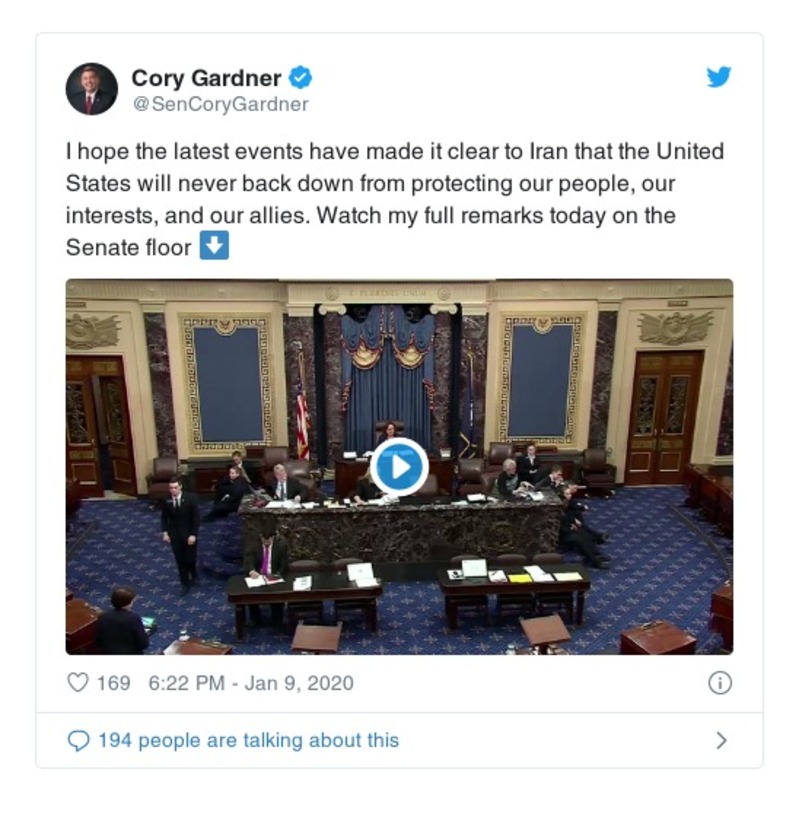 Cory Gardner
@SenCoryGardner
I hope the latest events have made it clear to Iran that the United
States will never back down from protecting our people, our
interests, and our allies. Watch my full remarks today on the
Senate floor ⬇
E PLURIBUS UNUM
169 6:22 PM - Jan 9, 2020
194 people are talking about this